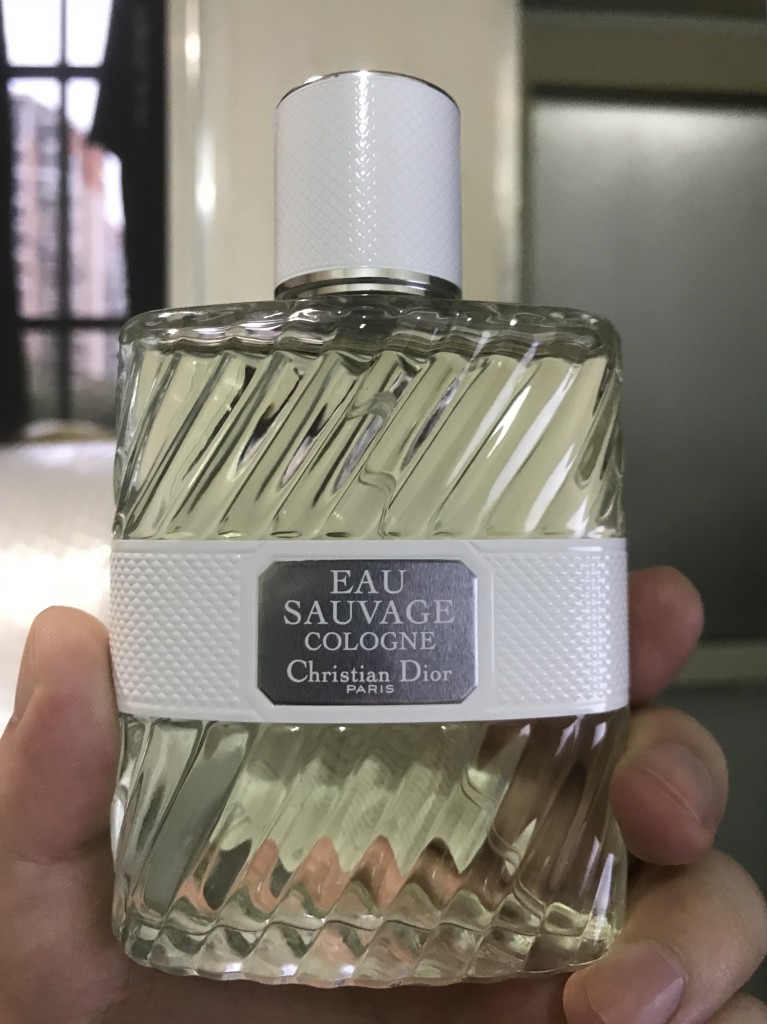 EAU
SAUVAGE
COLOGNE
Christian Dior
PARIS